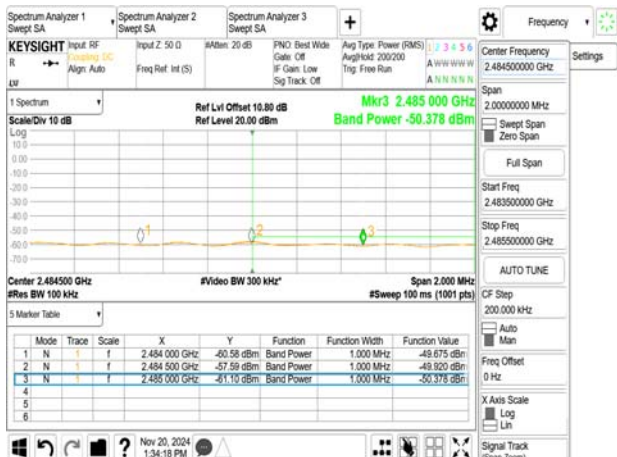 Spectrum Analyzer 1
Swept SA
Spectrum Analyzer 2
Swept SA
Spectrum Analyzer 3
Swept SA
+
Frequency
KEYSIGHT
R
Input: RF
Coupling: DC
Align: Auto
Input Z: 50 Ω
Freq Ref: Int (S)
#Atten: 20 dB
PNO: Best Wide
Gate: Off
IF Gain: Low
Sig Track: Off
Avg Type: Power (RMS)
Avg|Hold: 200/200
Trig: Free Run
1 2 3 4 5 6
A W W W W W
A N N N N N
1 Spectrum
Scale/Div 10 dB
Log
Ref Lvl Offset 10.80 dB
Ref Level 20.00 dBm
Mkr3 2.485 000 GHz
Band Power -50.378 dBm
10.0
0.00
-10.0
-20.0
-30.0
-40.0
-50.0
-60.0
-70.0
1
2
3
Center 2.484500 GHz
#Res BW 100 kHz
#Video BW 300 kHz*
Span 2.000 MHz
#Sweep 100 ms (1001 pts)
5 Marker Table
Mode Trace Scale X Y Function Function Width Function Value
1 N 1 f 2.484 000 GHz -60.58 dBm Band Power 1.000 MHz -49.675 dBm
2 N 1 f 2.484 500 GHz -57.59 dBm Band Power 1.000 MHz -49.920 dBm
3 N 1 f 2.485 000 GHz -61.10 dBm Band Power 1.000 MHz -50.378 dBm
4
5
6
?
Nov 20, 2024
1:34:18 PM
Center Frequency
2.484500000 GHz
Settings
Span
2.00000000 MHz
Swept Span
Zero Span
Full Span
Start Freq
2.483500000 GHz
Stop Freq
2.485500000 GHz
AUTO TUNE
CF Step
200.000 kHz
Auto
Man
Freq Offset
0 Hz
X Axis Scale
Log
Lin
Signal Track